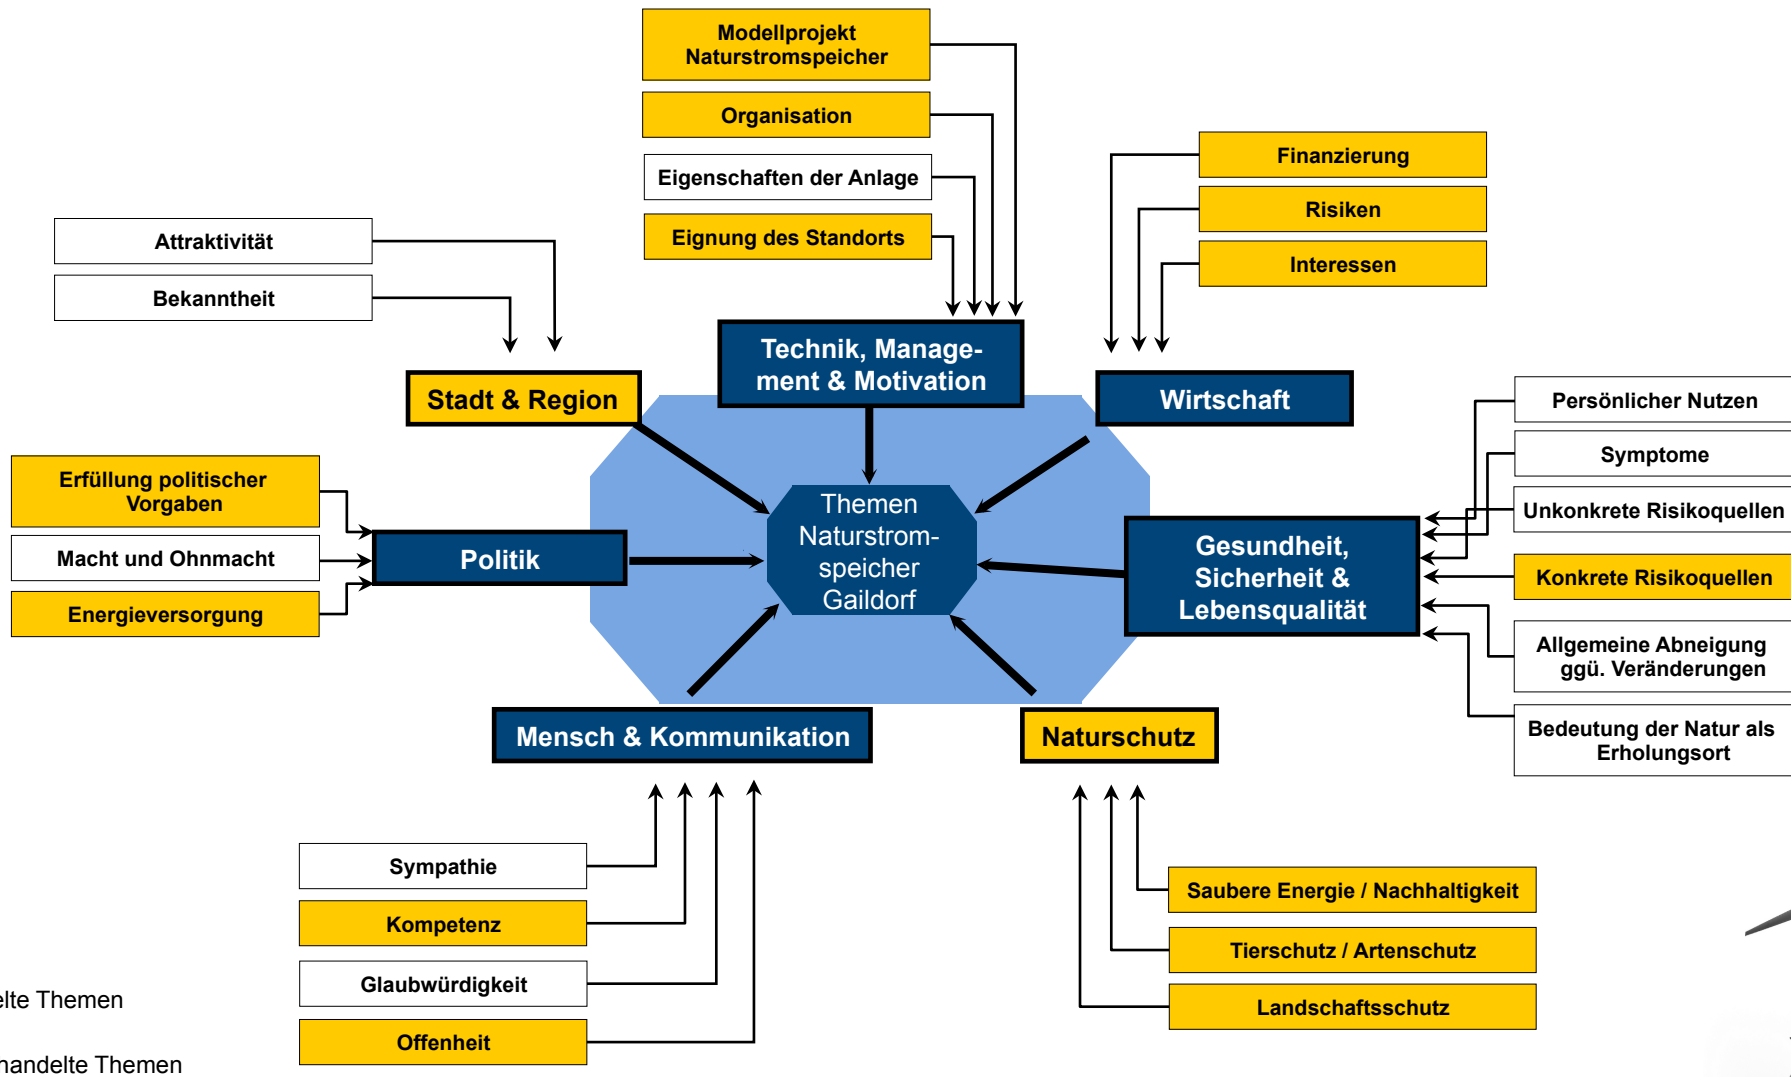 Modellprojekt
Naturstromspeicher
Organisation
Eigenschaften der Anlage
Eignung des Standorts
Finanzierung
Risiken
Interessen
Attraktivität
Bekanntheit
Technik, Manage-
ment & Motivation
Stadt & Region
Wirtschaft
Persönlicher Nutzen
Symptome
Unkonkrete Risikoquellen
Konkrete Risikoquellen
Allgemeine Abneigung
ggü. Veränderungen
Bedeutung der Natur als
Erholungsort
Erfüllung politischer
Vorgaben
Macht und Ohnmacht
Energieversorgung
Politik
Themen
Naturstrom-
speicher
Gaildorf
Gesundheit,
Sicherheit &
Lebensqualität
Mensch & Kommunikation
Naturschutz
Sympathie
Kompetenz
Glaubwürdigkeit
Offenheit
Saubere Energie / Nachhaltigkeit
Tierschutz / Artenschutz
Landschaftsschutz
Themen
Themen